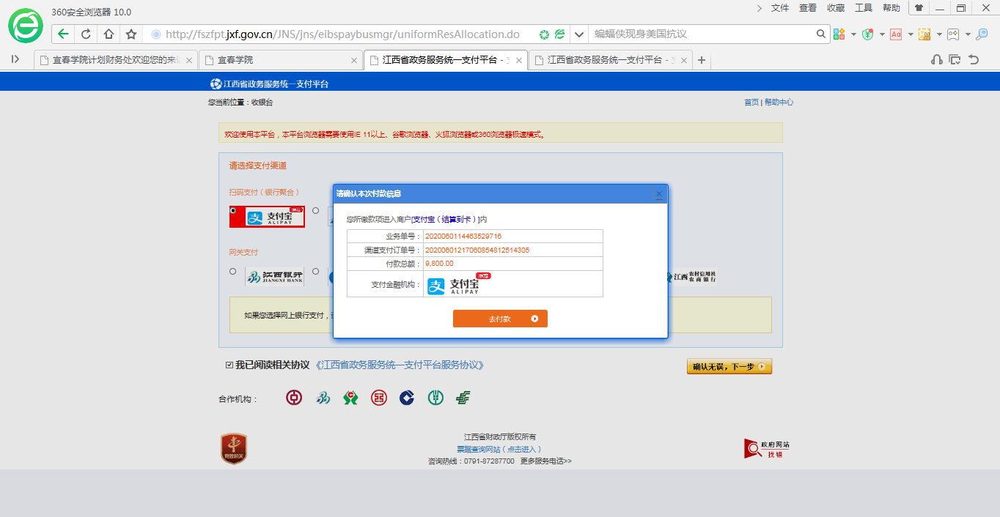 360安全浏览器 10.0
文件 查看 收藏 工具 帮助
http://fszfpt.jxf.gov.cn/JNS/jns/eibspaybusmgr/uniformResAllocation.do
蝙蝠侠现身美国抗议
宜春学院计划财务处欢迎您的来
宜春学院
江西省政务服务统一支付平台 -
江西省政务服务统一支付平台 -
江西省政务服务统一支付平台
您当前位置：收银台
首页 | 帮助中心
欢迎使用本平台，本平台浏览器需要使用IE 11以上、谷歌浏览器、火狐浏览器或360浏览器极速模式。
请选择支付渠道
扫码支付（银行聚合）
支付宝
ALIPAY
推荐
网关支付
江西银行
JIANGXI BANK
江西 农村信用社
农商银行
如果您选择网上银行支付，
请确认本次付款信息
您所缴款项进入商户[支付宝（结算到卡）]内
业务单号： 2020060114463529716
渠道支付订单号： 20200601217060854812514305
付款总额： 9,800.00
支付金融机构： 支付宝 推荐
ALIPAY
去付款
我已阅读相关协议 《江西省政务服务统一支付平台服务协议》
确认无误，下一步
合作机构：
党政机关
江西省财政厅版权所有
票据查询网站（点击进入）
咨询热线：0791-87287700 更多服务电话>>
政府网站
找错